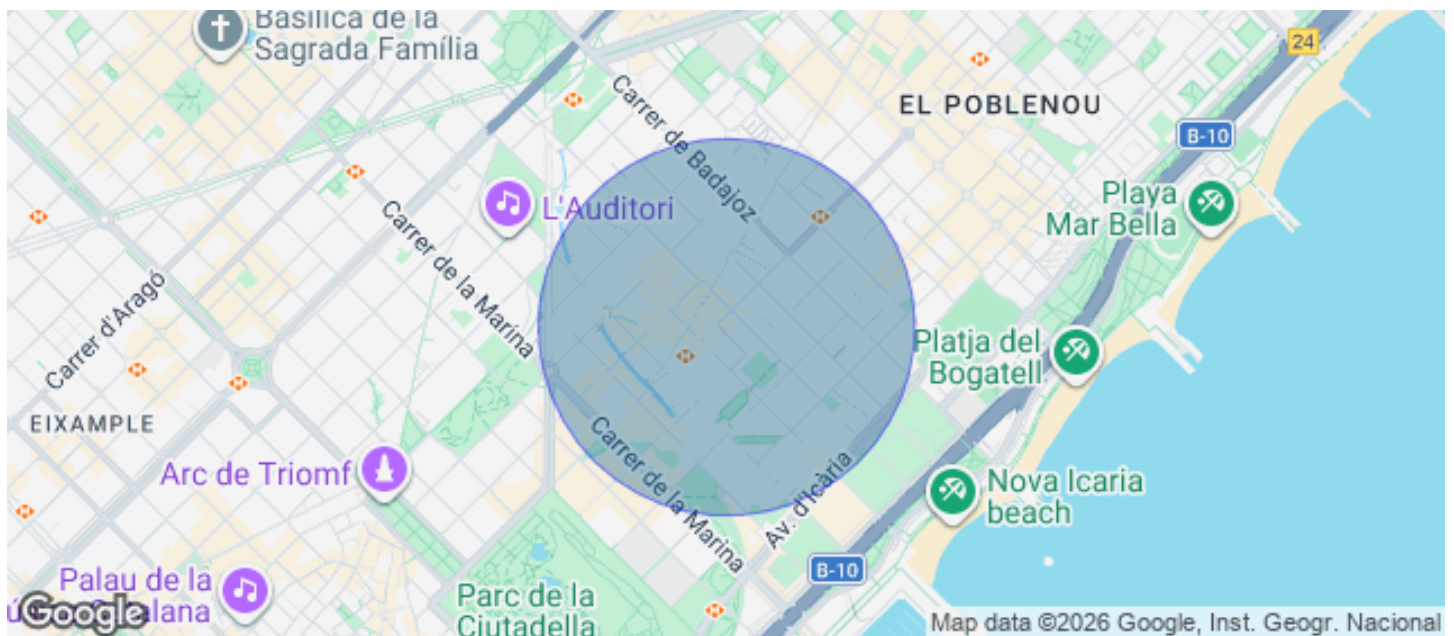 Basílica de la
Sagrada Família
24
Carrer de Badajoz
EL POBLENOU
B-10
Playa
Mar Bella
L'Auditori
Carrer de la Marina
Carrer d'Aragó
Platja del
Bogatell
EIXAMPLE
Arc de Triomf
Carrer de la Marina
Av. d'Icària
Nova Icaria
beach
B-10
Palau de la
Parc de la
Ciutadella
Google
Map data ©2026 Google, Inst. Geogr. Nacional